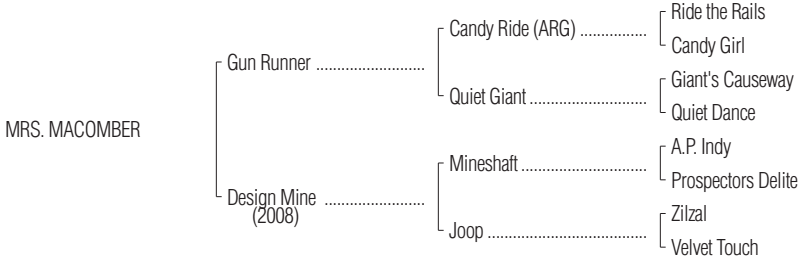 Ride the Rails
Candy Ride (ARG) ................
Candy Girl
Gun Runner ..........................
Giant's Causeway
Quiet Giant ............................
Quiet Dance
MRS. MACOMBER
A.P. Indy
Mineshaft ..............................
Prospectors Delite
Design Mine ........................
(2008)
Zilzal
Joop ......................................
Velvet Touch